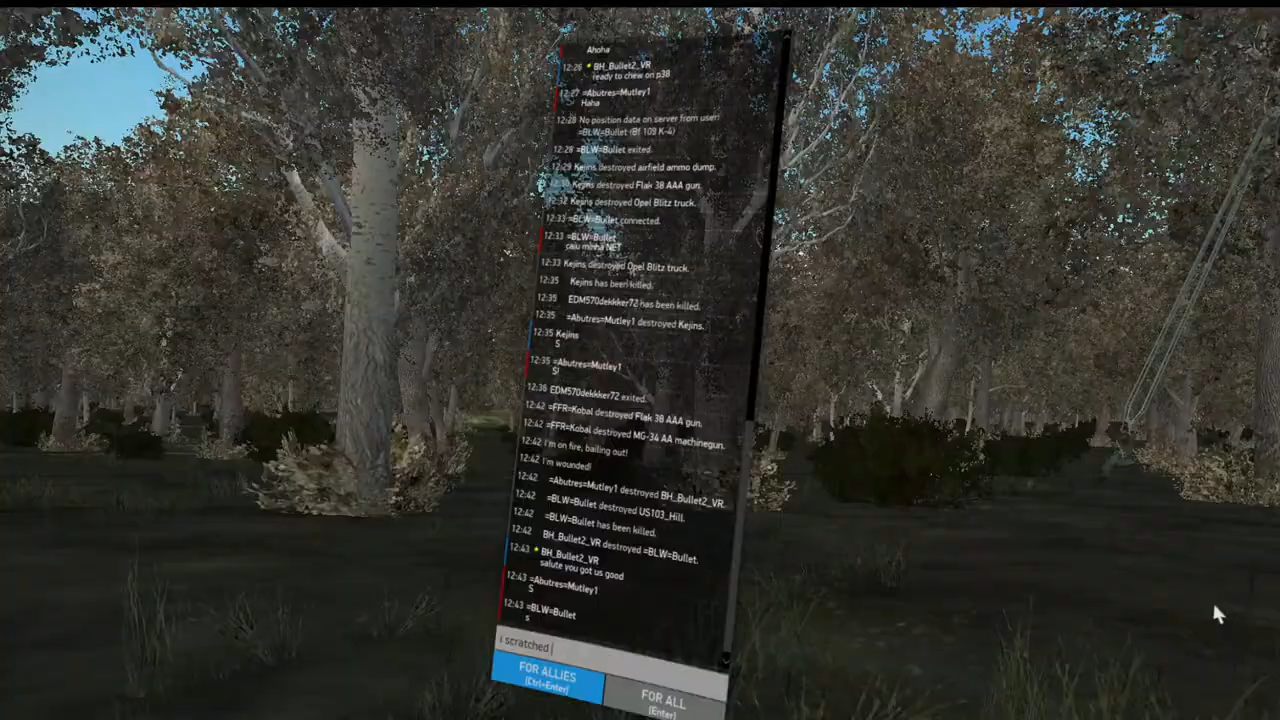 Ahoha
12:26 * BH_Bullet2_VR
ready to chew on p38
12:27 =Abutres=Mutley1
Haha
12:28 No position data on server from user:
=BLW=Bullet (Bf 109 K-4)
12:28 =BLW=Bullet exited.
12:29 Kejins destroyed airfield ammo dump.
12:30 Kejins destroyed Flak 38 AAA gun.
12:32 Kejins destroyed Opel Blitz truck.
12:33 =BLW=Bullet connected.
12:33 =BLW=Bullet
caiu minha NET
12:33 Kejins destroyed Opel Blitz truck.
12:35 Kejins has been killed.
12:35 EDM570dekkker72 has been killed.
12:35 =Abutres=Mutley1 destroyed Kejins.
12:35 Kejins
S
12:35 =Abutres=Mutley1
S!
12:36 EDM570dekkker72 exited.
12:42 =FFR=Kobal destroyed Flak 38 AAA gun.
12:42 =FFR=Kobal destroyed MG-34 AA machinegun.
12:42 I'm on fire, bailing out!
12:42 I'm wounded!
12:42 =Abutres=Mutley1 destroyed BH_Bullet2_VR.
12:42 =BLW=Bullet destroyed US103_Hill.
12:42 =BLW=Bullet has been killed.
12:42 BH_Bullet2_VR destroyed =BLW=Bullet.
12:43 * BH_Bullet2_VR
salute you got us good
12:43 =Abutres=Mutley1
S
12:43 =BLW=Bullet
s
i scratched
FOR ALLIES
[Ctrl+Enter]
FOR ALL
[Enter]